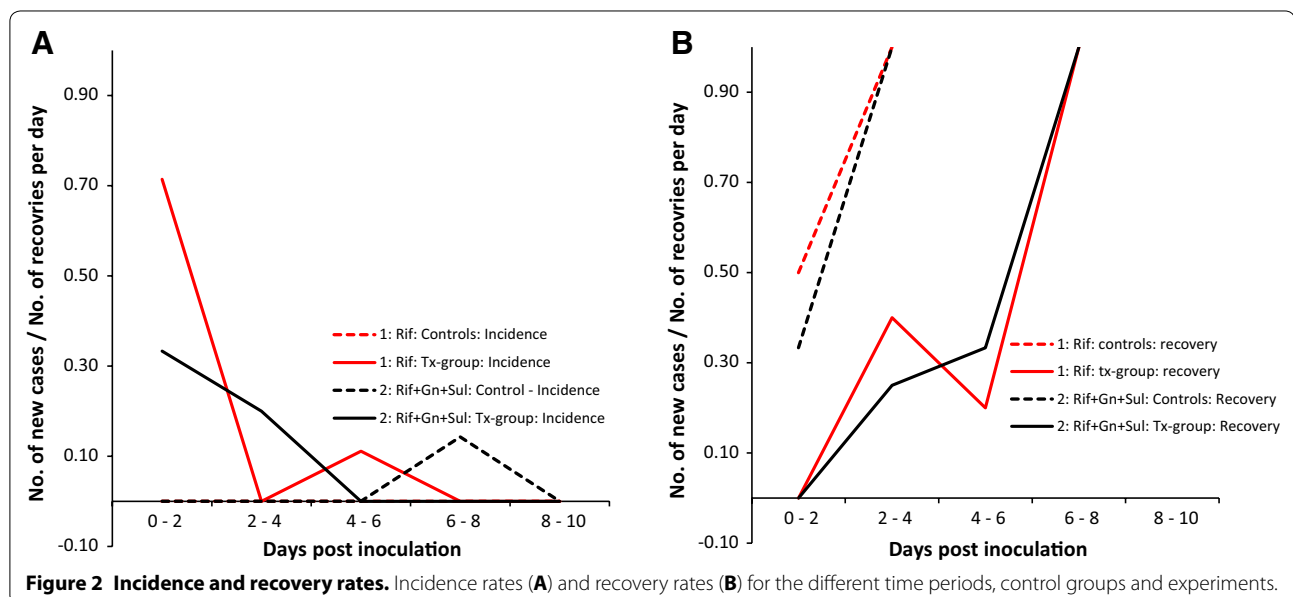 A
No. of new cases / No. of recovries per day
0.90
0.70
0.50
0.30
0.10
-0.10
1: Rif: Controls: Incidence
1: Rif: Tx-group: Incidence
2: Rif+Gn+Sul: Control - Incidence
2: Rif+Gn+Sul: Tx-group: Incidence
0 - 2 2 - 4 4 - 6 6 - 8 8 - 10
Days post inoculation
B
No. of new cases / No. of recovries per day
0.90
0.70
0.50
0.30
0.10
-0.10
1: Rif: controls: recovery
1: Rif: tx-group: recovery
2: Rif+Gn+Sul: Controls: Recovery
2: Rif+Gn+Sul: Tx-group: Recovery
0 - 2 2 - 4 4 - 6 6 - 8 8 - 10
Days post inoculation
Figure 2 Incidence and recovery rates. Incidence rates (A) and recovery rates (B) for the different time periods, control groups and experiments.